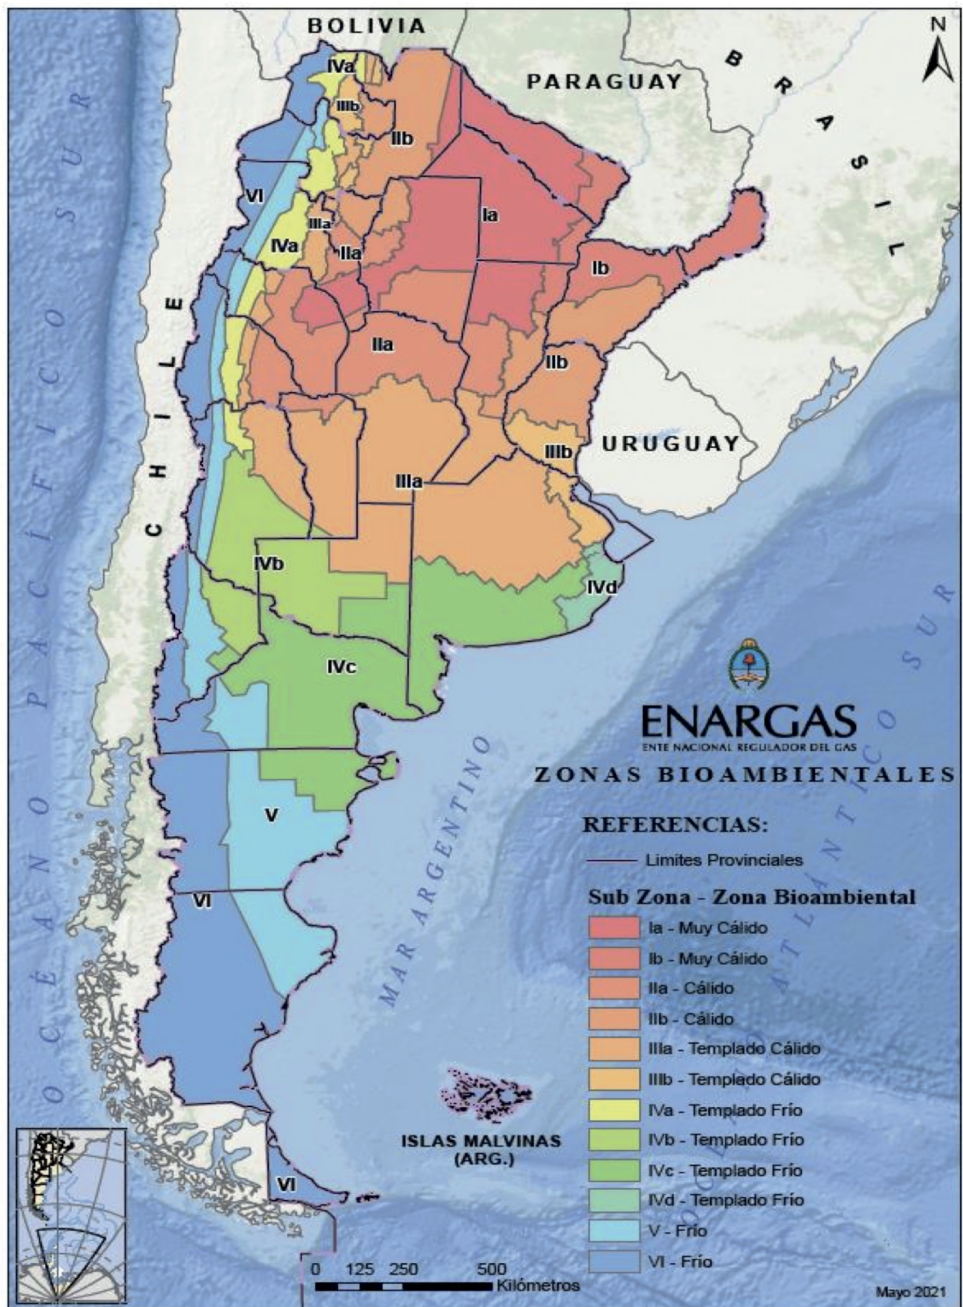 BOLIVIA
N
PARAGUAY
BRASIL
CHILE
URUGUAY
OCÉANO PACÍFICO SUR
MAR ARGENTINO
OCÉANO ATLÁNTICO SUR
IVa
IIIb
IIb
VI
Ia
IIIa
IVa
IIa
Ib
IIa
IIb
IIIb
IIIa
IVb
IVd
IVc
V
VI
VI
ENARGAS
ENTE NACIONAL REGULADOR DEL GAS
ZONAS BIOAMBIENTALES
REFERENCIAS:
Limites Provinciales
Sub Zona - Zona Bioambiental
Ia - Muy Cálido
Ib - Muy Cálido
IIa - Cálido
IIb - Cálido
IIIa - Templado Cálido
IIIb - Templado Cálido
IVa - Templado Frío
IVb - Templado Frío
IVc - Templado Frío
IVd - Templado Frío
V - Frío
VI - Frío
ISLAS MALVINAS
(ARG.)
0 125 250 500
Kilómetros
Mayo 2021